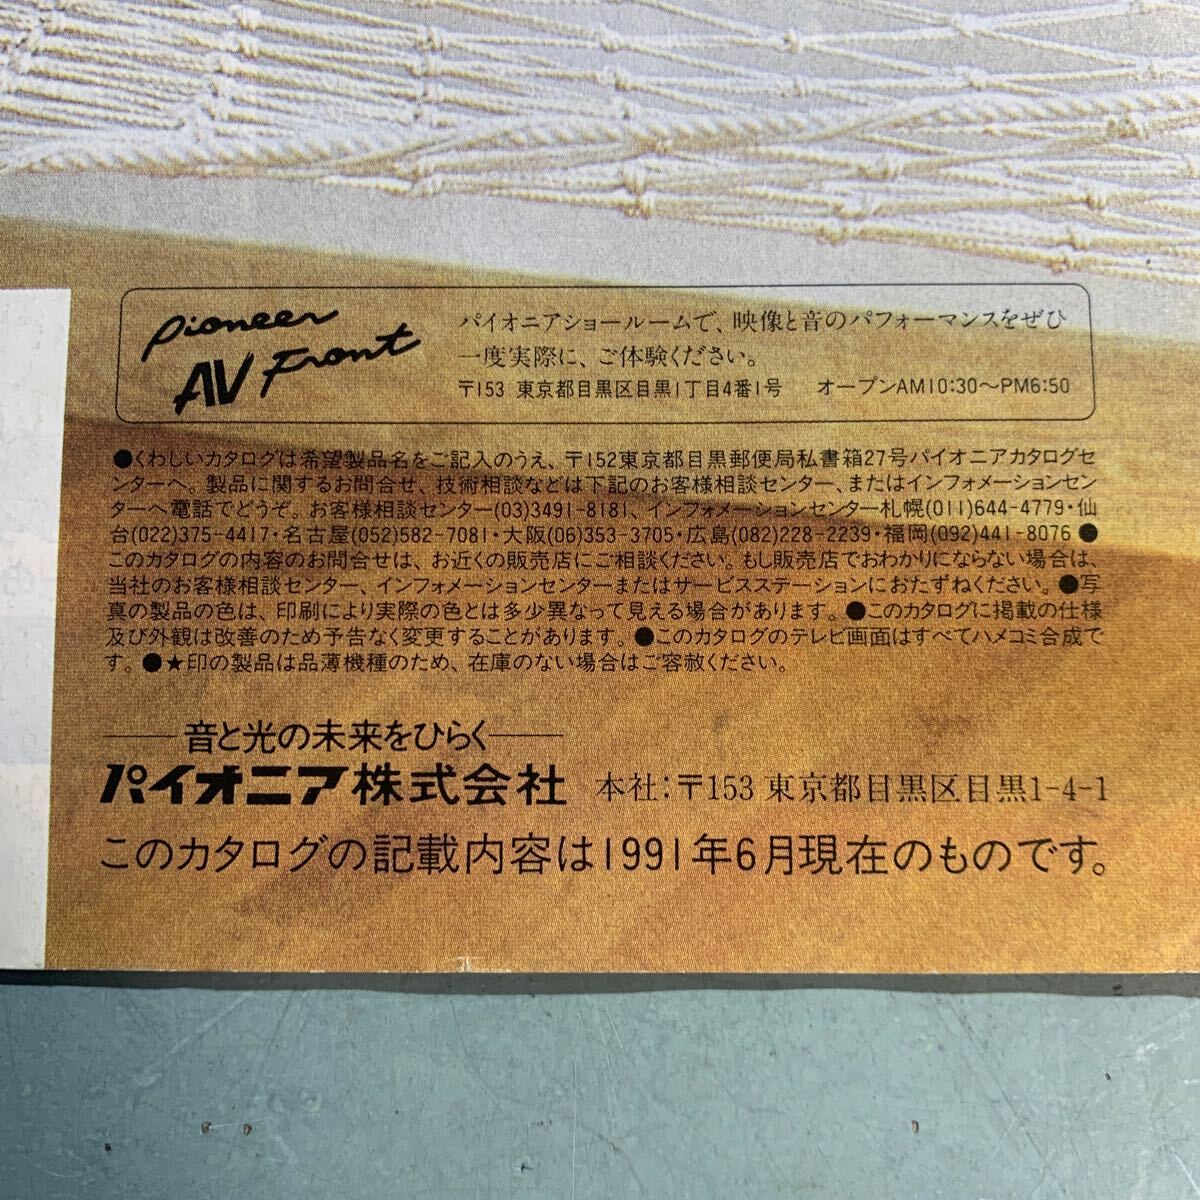 Pioneer
AV Front
パイオニアショールームで、映像と音のパフォーマンスをぜひ
一度実際に、ご体験ください。
〒153 東京都目黒区目黒1丁目4番1号 オープンAM10:30〜PM6:50
●くわしいカタログは希望製品名をご記入のうえ、〒152東京都目黒郵便局私書箱27号パイオニアカタログセ
ンターへ。製品に関するお問合せ、技術相談などは下記のお客様相談センター、またはインフォメーションセン
ターへ電話でどうぞ。お客様相談センター(03)3491-8181、インフォメーションセンター札幌(011)644-4779・仙
台(022)375-4417・名古屋(052)582-7081・大阪(06)353-3705・広島(082)228-2239・福岡(092)441-8076●
このカタログの内容のお問合せは、お近くの販売店にご相談ください。もし販売店でおわかりにならない場合は、
当社のお客様相談センター、インフォメーションセンターまたはサービスステーションにおたずねください。●写
真の製品の色は、印刷により実際の色とは多少異なって見える場合があります。●このカタログに掲載の仕様
及び外観は改善のため予告なく変更することがあります。●このカタログのテレビ画面はすべてハメコミ合成で
す。●★印の製品は品薄機種のため、在庫のない場合はご容赦ください。
音と光の未来をひらく
パイオニア株式会社 本社:〒153 東京都目黒区目黒1-4-1
このカタログの記載内容は1991年6月現在のものです。